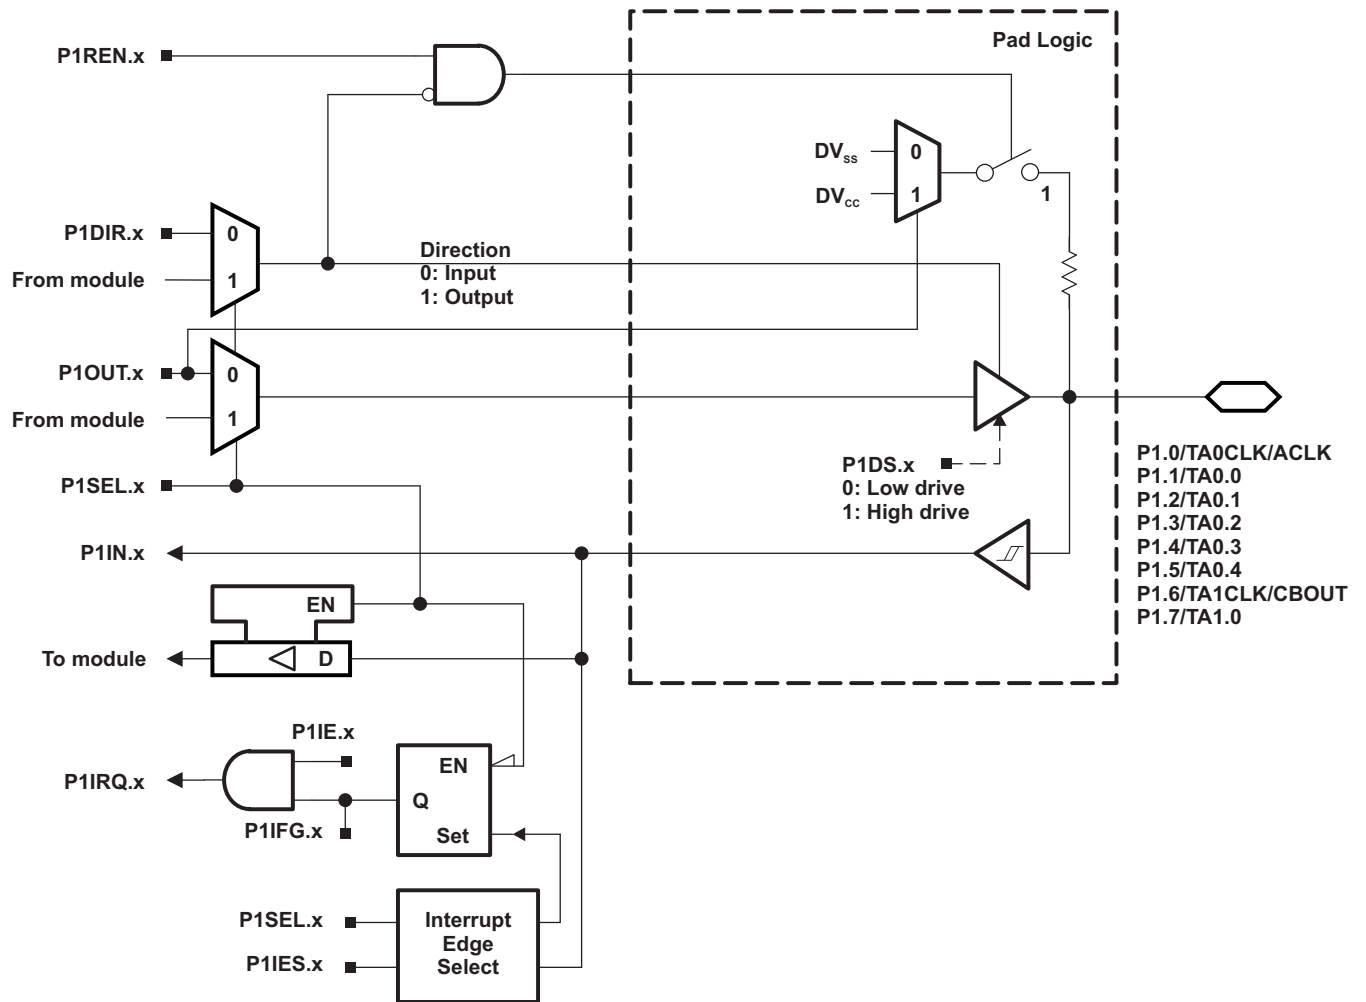 Pad Logic
P1REN.x
DVSS
0
DVCC
1
1
P1DIR.x
0
From module
1
Direction
0: Input
1: Output
P1OUT.x
0
From module
1
P1DS.x
0: Low drive
1: High drive
P1SEL.x
P1IN.x
P1.0/TA0CLK/ACLK
P1.1/TA0.0
P1.2/TA0.1
P1.3/TA0.2
P1.4/TA0.3
P1.5/TA0.4
P1.6/TA1CLK/CBOUT
P1.7/TA1.0
EN
To module
D
P1IE.x
EN
P1IRQ.x
Q
P1IFG.x
Set
P1SEL.x
P1IES.x
Interrupt
Edge
Select